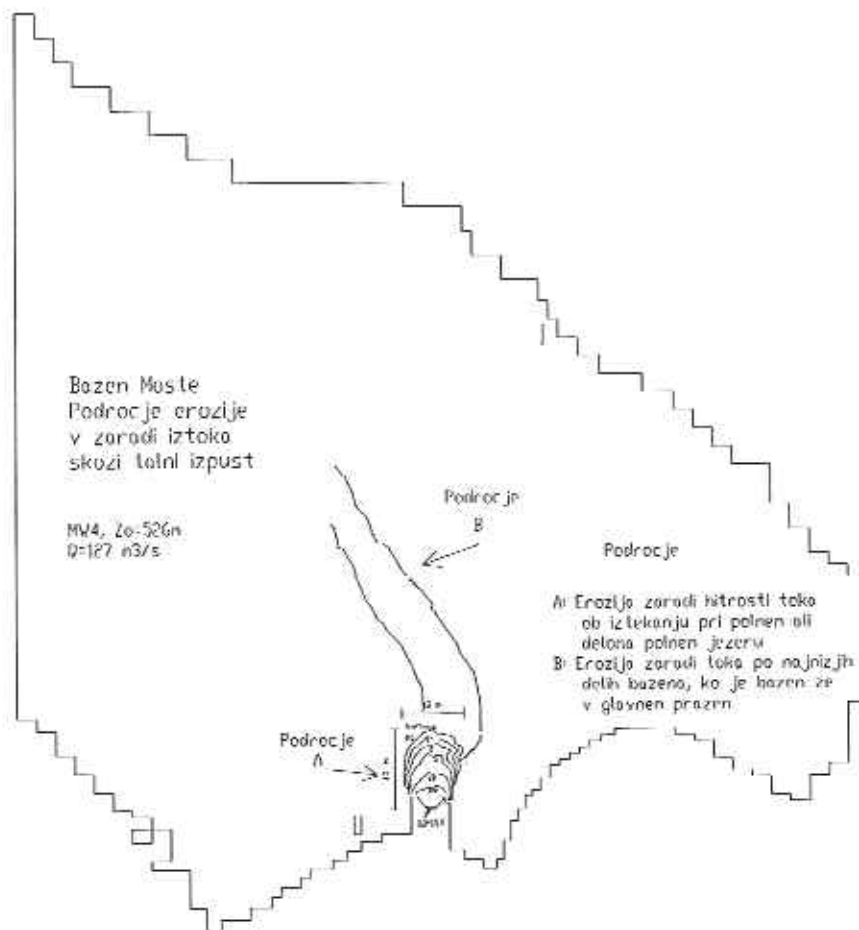 Bazen Moste
Podrocje erozije
v zaradi iztoka
skozi talni izpust
MW4, Zo=526m
Q=127 m3/s
Podrocje
B
Podrocje
A: Erozija zaradi hitrosti toka
ob iztekanju pri polnem ali
deloma polnem jezeru
B: Erozija zaradi toka po najnizjih
delih bazena, ko je bazen ze
v glavnem prazen
Podrocje
A